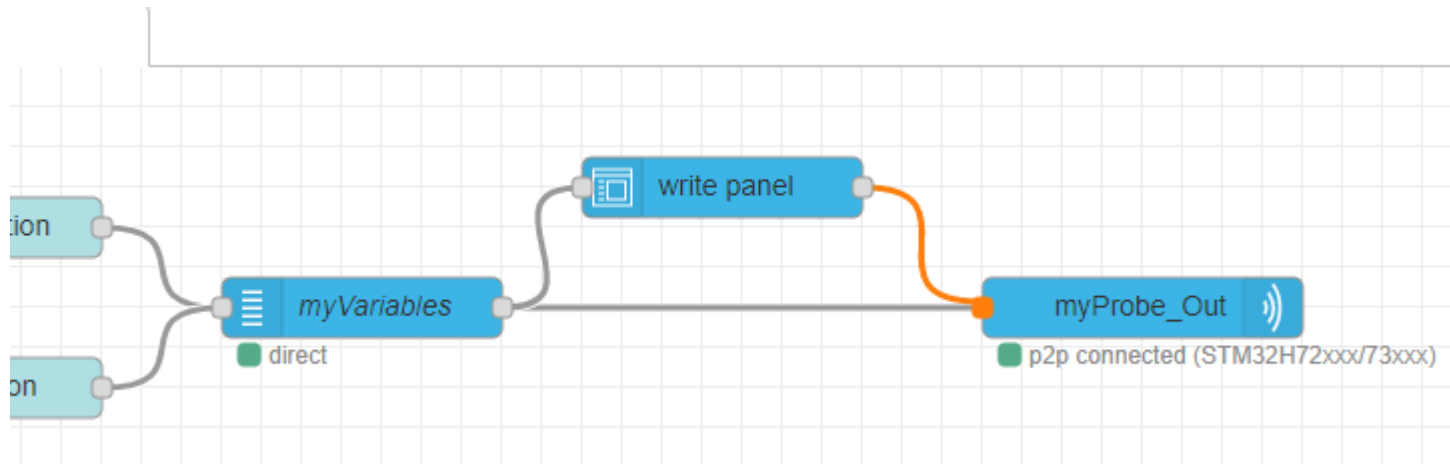 write panel
tion
myVariables
myProbe_Out
direct
p2p connected (STM32H72xxx/73xxx)
on